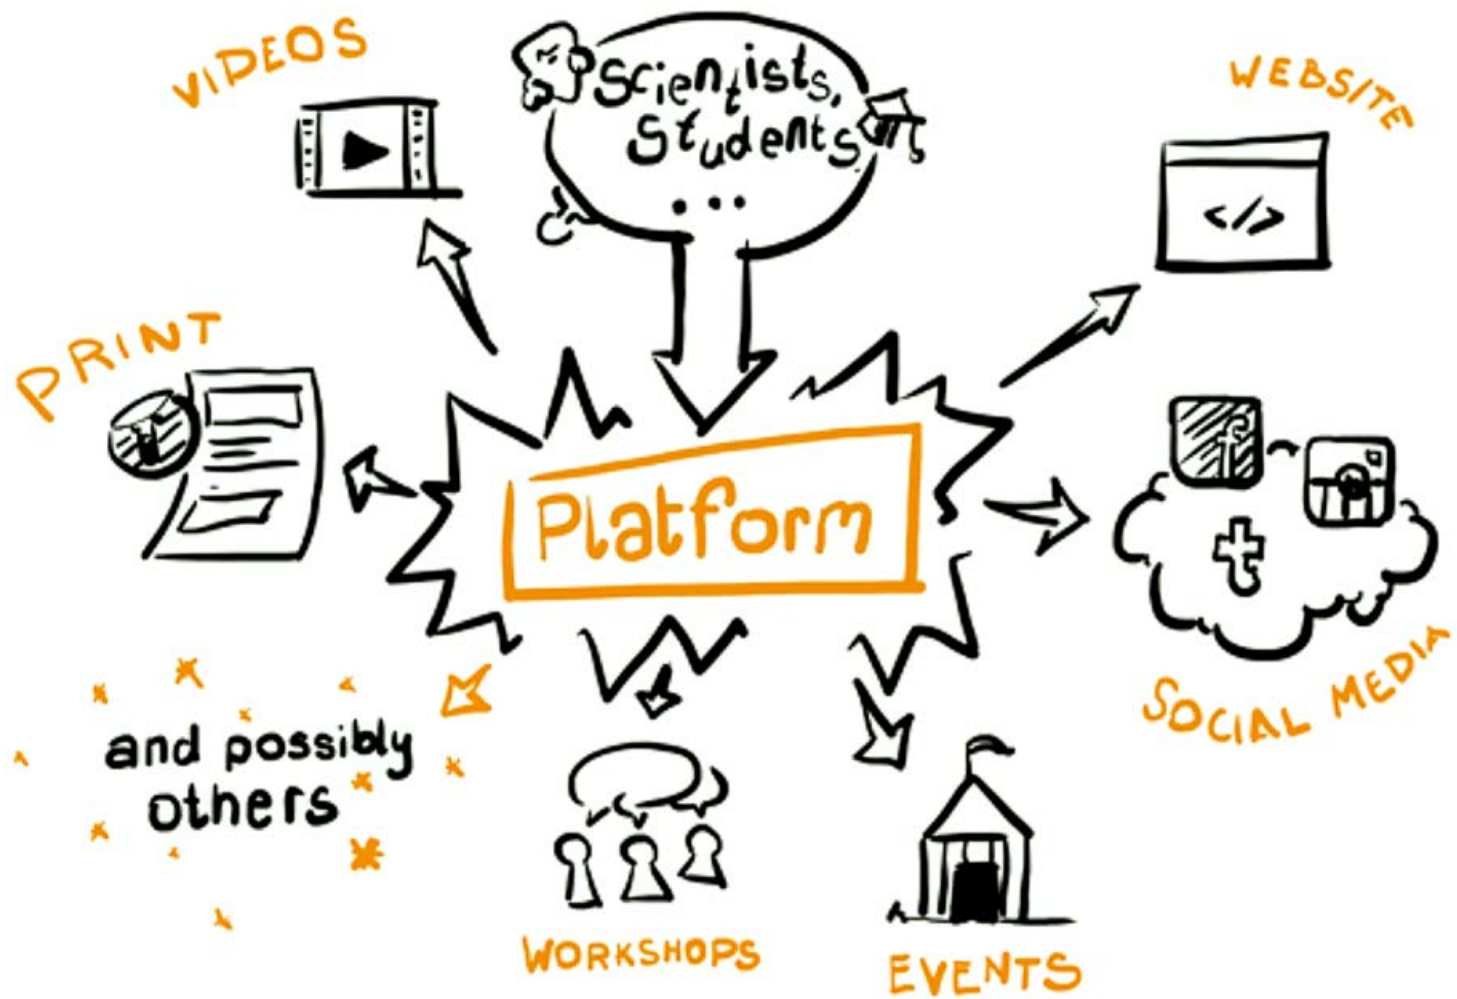 VIDEOS
Scientists,
Students
...
WEBSITE
</>
PRINT
Platform
f
t
SOCIAL MEDIA
and possibly
others
WORKSHOPS
EVENTS